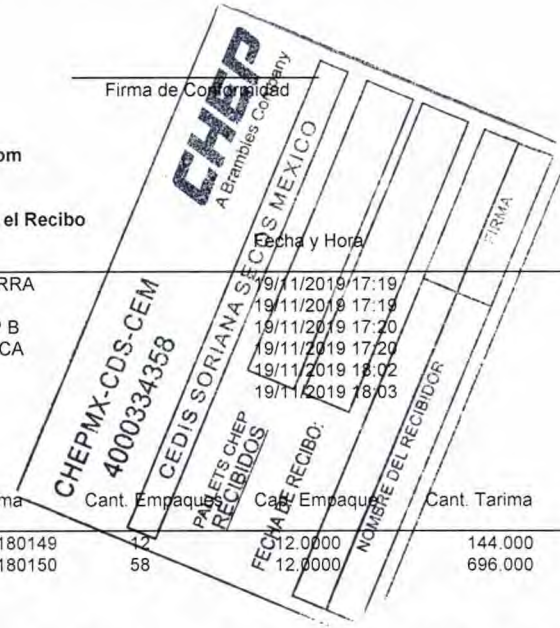 Firma de Conformidad
om
el Recibo
Fecha y Hora
RRA 19/11/2019 17:19
19/11/2019 17:19
B 19/11/2019 17:20
CA 19/11/2019 17:20
19/11/2019 18:02
19/11/2019 18:03
ma Cant. Empaques Cant/ Empaque Cant. Tarima
180149 12 12.0000 144.000
180150 58 12.0000 696.000
CHEP
A Brambles Company
CHEPMX-CDS-CEM
4000334358
CEDIS SORIANA SECOS MEXICO
PALLETS CHEP
RECIBIDOS
FECHA DE RECIBO:
NOMBRE DEL RECIBIDOR
FIRMA